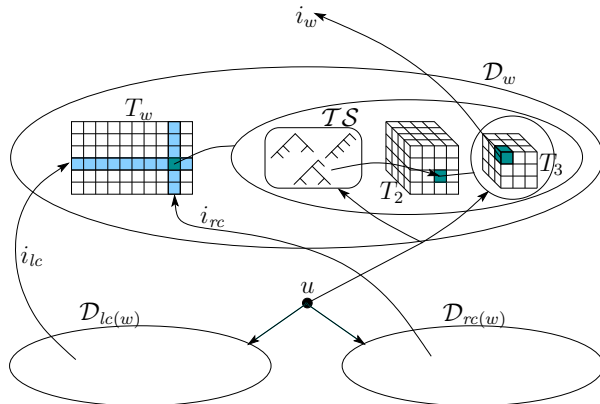 i_w
D_w
T_w
TS
T_2
T_3
i_rc
i_lc
u
D_lc(w)
D_rc(w)